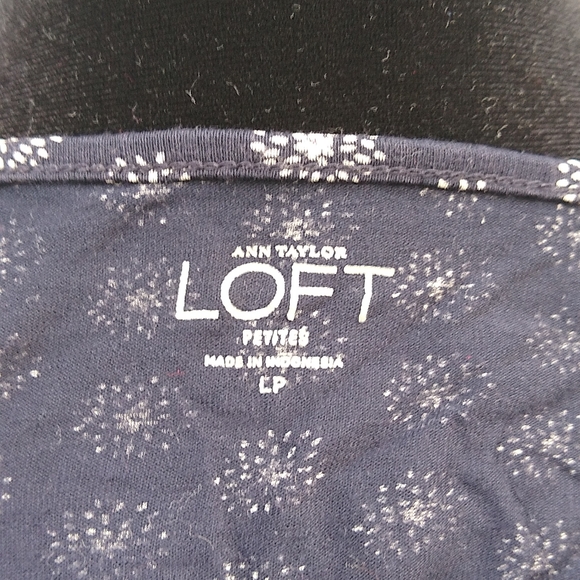 ANN TAYLOR
LOFT
PETITES
MADE IN INDONESIA
LP